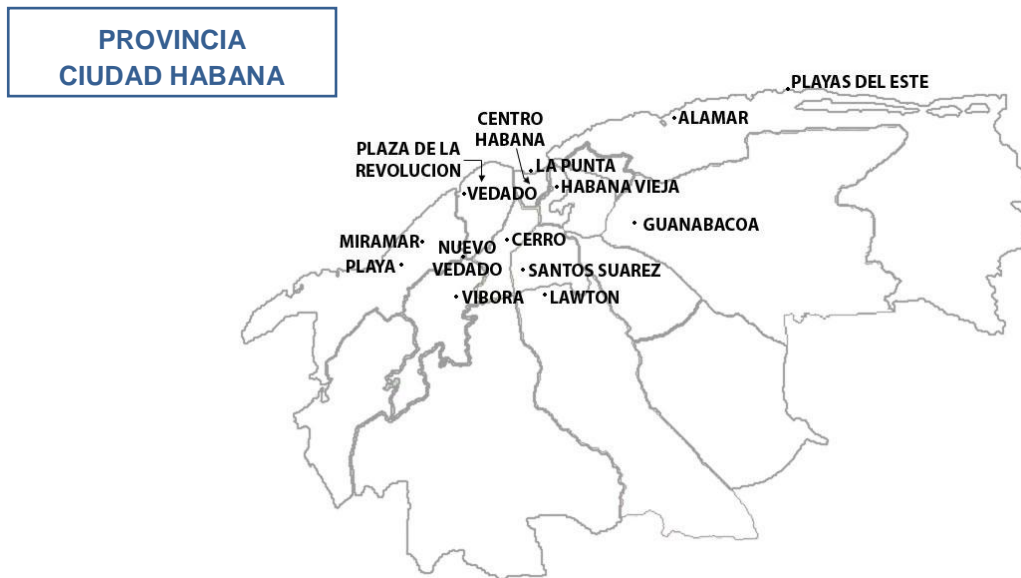 PROVINCIA
CIUDAD HABANA
PLAYAS DEL ESTE
ALAMAR
CENTRO
HABANA
PLAZA DE LA
REVOLUCION
LA PUNTA
HABANA VIEJA
VEDADO
GUANABACOA
MIRAMAR
CERRO
NUEVO
VEDADO
PLAYA
SANTOS SUAREZ
VIBORA
LAWTON